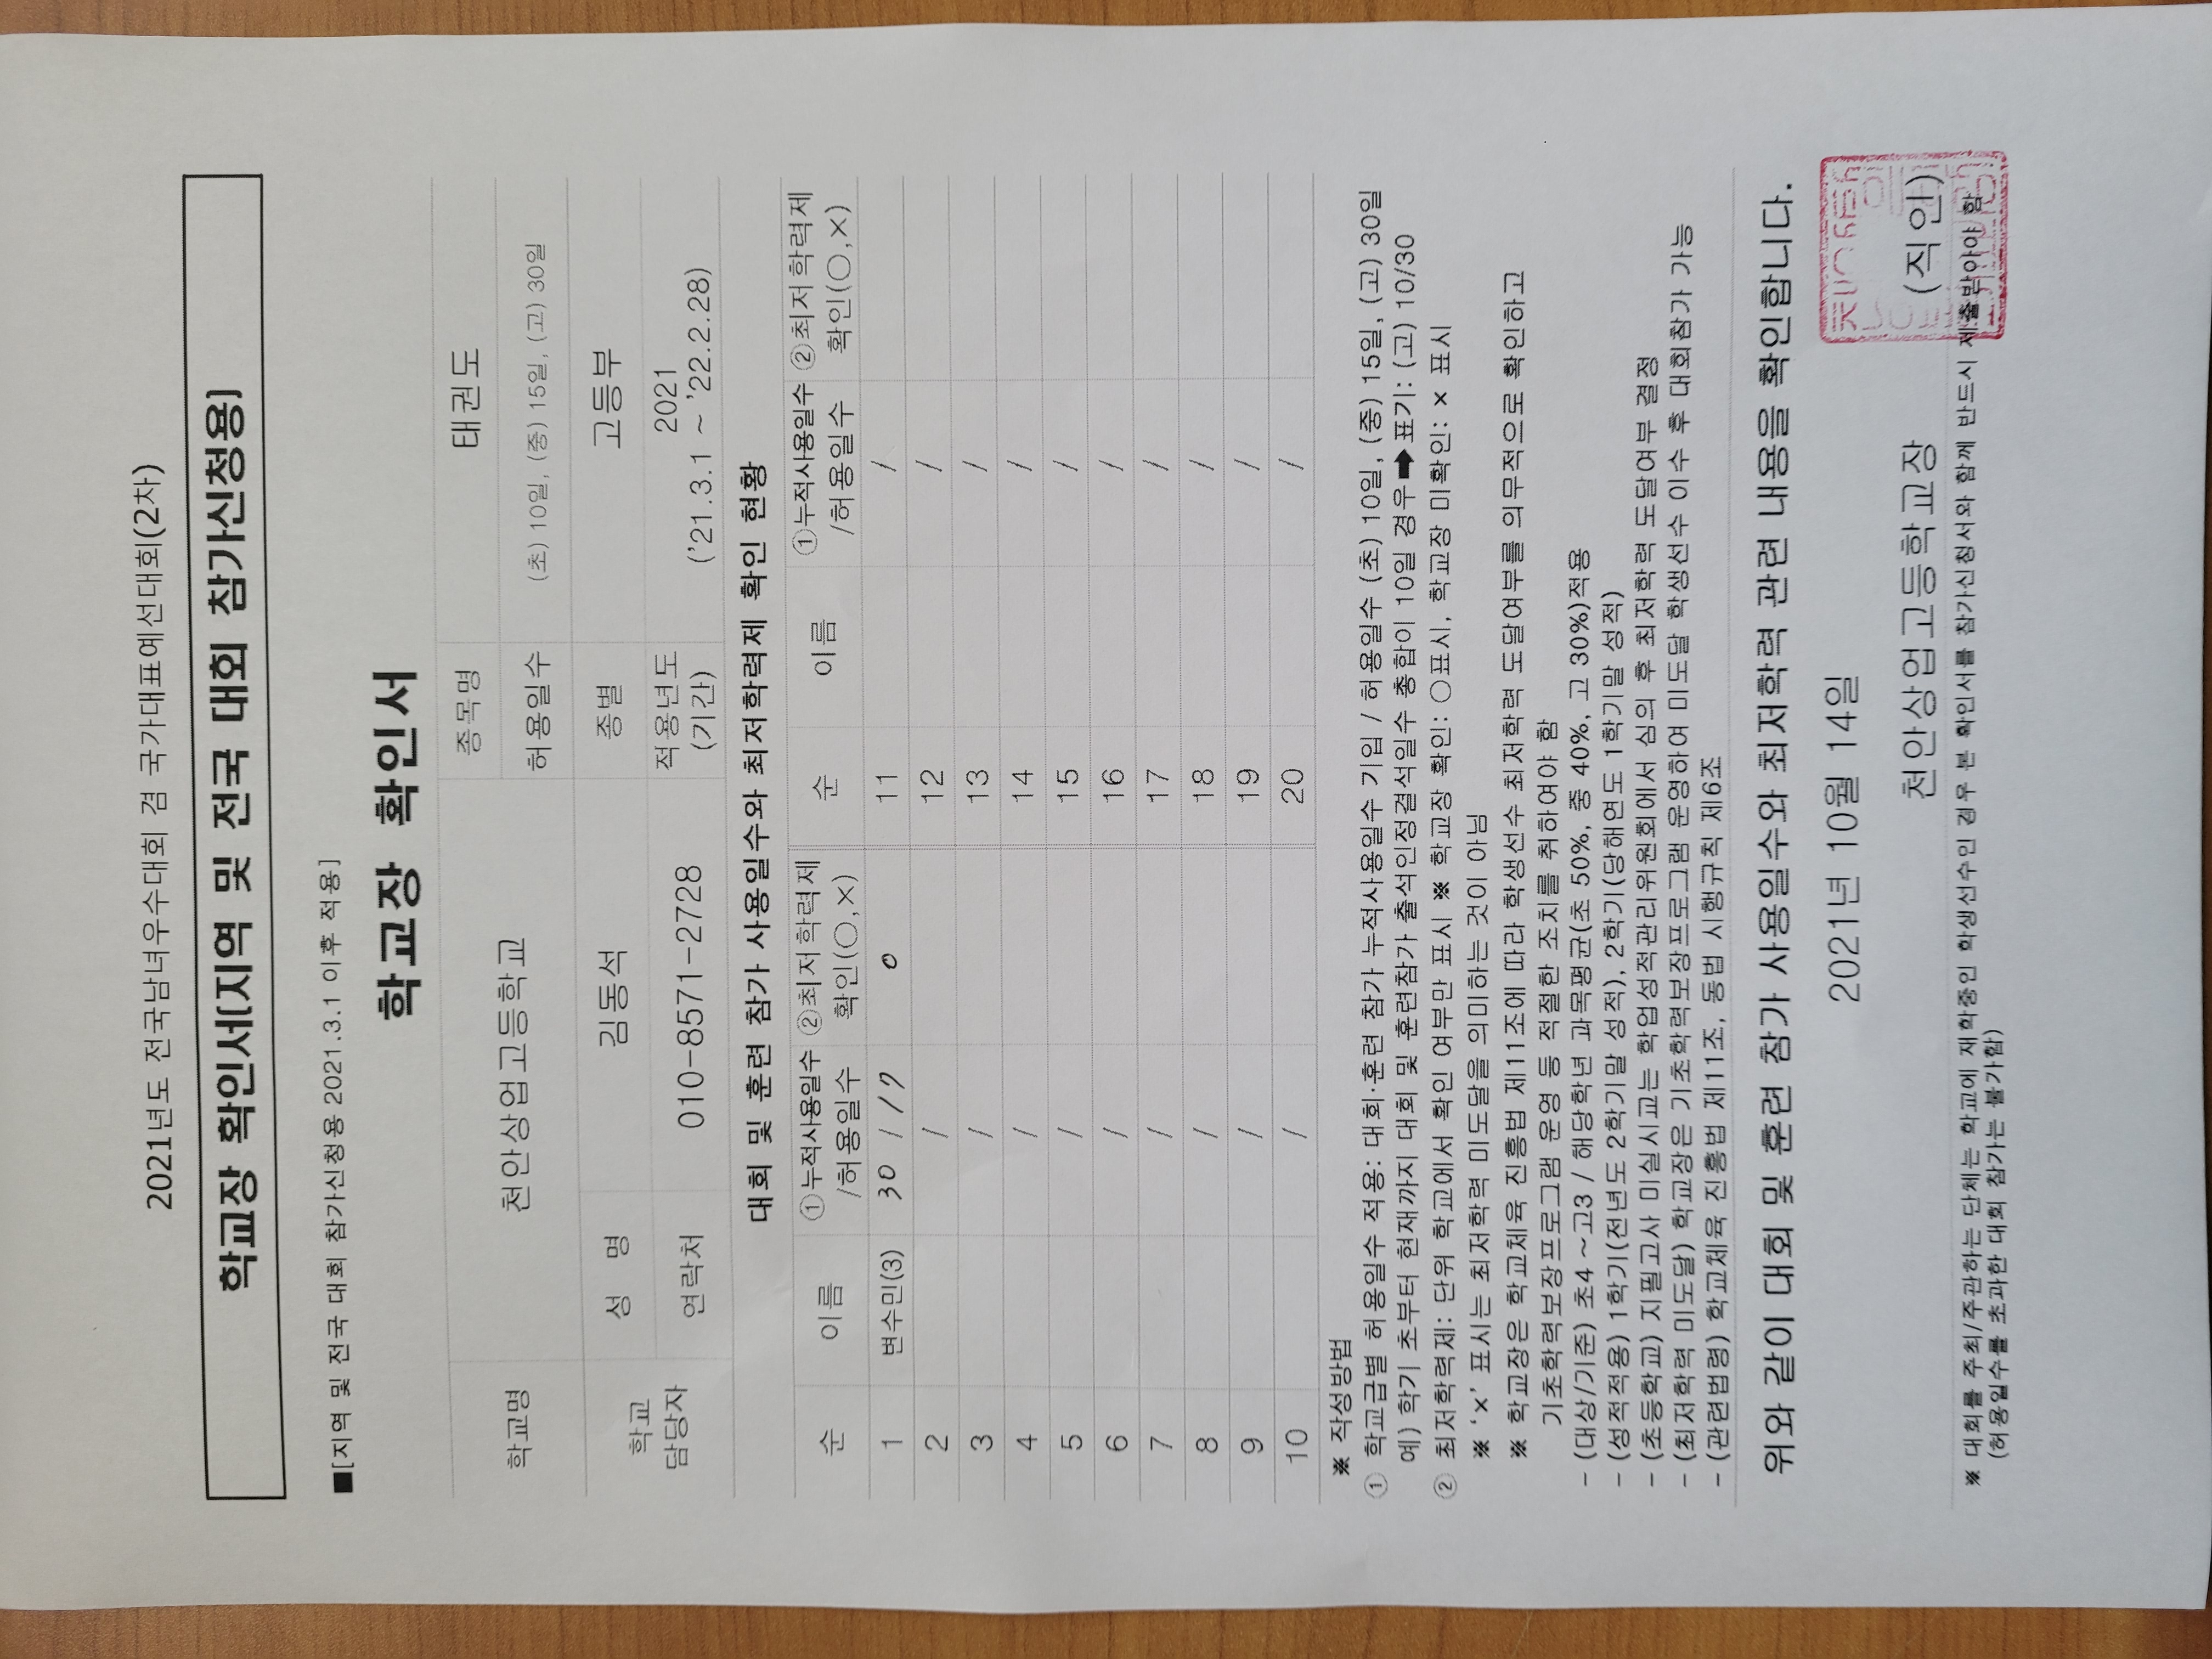 2021년도 전국남녀우수대회 겸 국가대표예선대회(2차)
학교장 확인서(지역 및 전국 대회 참가신청용)
■[지역 및 전국 대회 참가신청용 2021.3.1 이후 적용]
학교장 확인서
학교명 천안상업고등학교 종목명 태권도
허용일수 (초) 10일, (중) 15일, (고) 30일
학교 담당자 성 명 김동석 종별 고등부
연락처 010-8571-2728 적용년도 (기간) 2021 ('21.3.1 ~ '22.2.28)
대회 및 훈련 참가 사용일수와 최저학력제 확인 현황
순 이름 ①누적사용일수 /허용일수 ②최저학력제 확인(○,×) 순 이름 ①누적사용일수 /허용일수 ②최저학력제 확인(○,×)
1 변수민(3) 30 / 17 o 11 /
2 / 12 /
3 / 13 /
4 / 14 /
5 / 15 /
6 / 16 /
7 / 17 /
8 / 18 /
9 / 19 /
10 / 20 /
※ 작성방법
① 학교급별 허용일수 적용: 대회·훈련 참가 누적사용일수 기입 / 허용일수 (초) 10일, (중) 15일, (고) 30일
예) 학기 초부터 현재까지 대회 및 훈련참가 출석인정결석일수 총합이 10일 경우➡ 표기: (고) 10/30
② 최저학력제: 단위 학교에서 확인 여부만 표시 ※ 학교장 확인: ○표시, 학교장 미확인: × 표시
※ ‘×’ 표시는 최저학력 미도달을 의미하는 것이 아님
※ 학교장은 학교체육 진흥법 제11조에 따라 학생선수 최저학력 도달여부를 의무적으로 확인하고
기초학력보장프로그램 운영 등 적절한 조치를 취하여야 함
- (대상/기준) 초4 ~고3 / 해당학년 과목평균(초 50%, 중 40%, 고 30%)적용
- (성적적용) 1학기(전년도 2학기말 성적), 2학기(당해연도 1학기말 성적)
- (초등학교) 지필고사 미실시교는 학업성적관리위원회에서 심의 후 최저학력 도달여부 결정
- (최저학력 미도달) 학교장은 기초학력보장프로그램 운영하여 미도달 학생선수 이수 후 대회참가 가능
- (관련법령) 학교체육 진흥법 제11조, 동법 시행규칙 제6조
위와 같이 대회 및 훈련 참가 사용일수와 최저학력 관련 내용을 확인합니다.
2021년 10월 14일
천안상업고등학교장 (직인)
※ 대회를 주최/주관하는 단체는 학교에 재학중인 학생선수인 경우 본 확인서를 참가신청서와 함께 반드시 제출받아야 함
(허용일수를 초과한 대회 참가는 불가함)